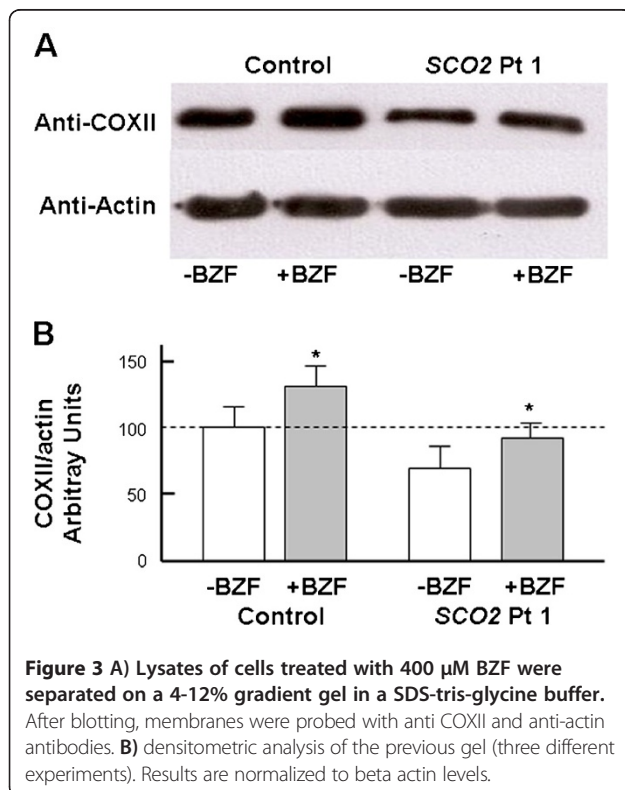 A
Control SCO2 Pt 1
Anti-COXII
Anti-Actin
-BZF +BZF -BZF +BZF
B
COXII/actin
Arbitray Units
150
100
50
0
* *
-BZF +BZF -BZF +BZF
Control SCO2 Pt 1
Figure 3 A) Lysates of cells treated with 400 µM BZF were
separated on a 4-12% gradient gel in a SDS-tris-glycine buffer.
After blotting, membranes were probed with anti COXII and anti-actin
antibodies. B) densitometric analysis of the previous gel (three different
experiments). Results are normalized to beta actin levels.